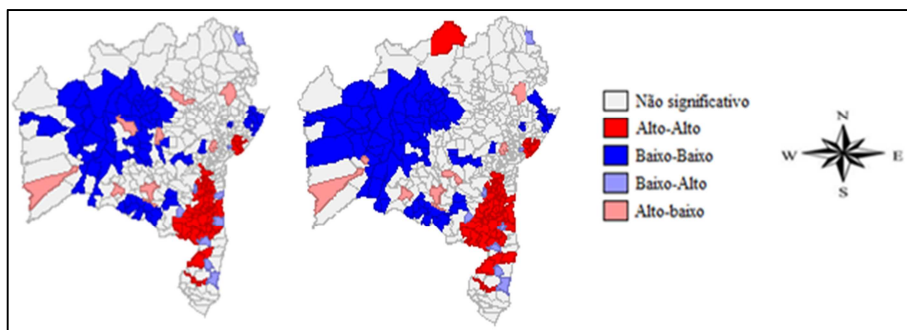 Não significativo
Alto-Alto
Baixo-Baixo
Baixo-Alto
Alto-baixo
N
W
E
S